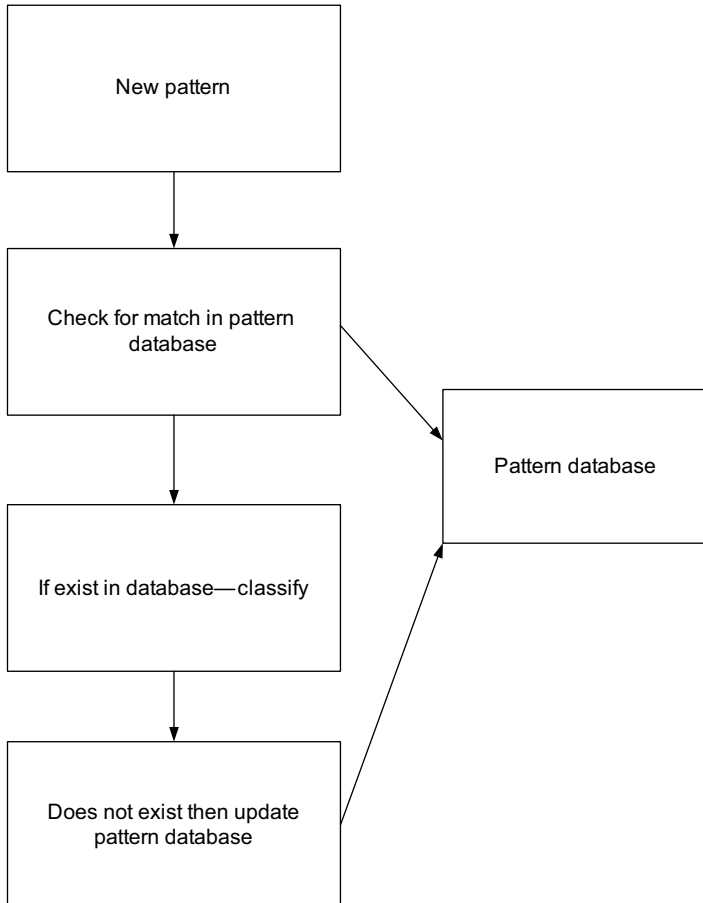 New pattern
Check for match in pattern
database
Pattern database
If exist in database—classify
Does not exist then update
pattern database